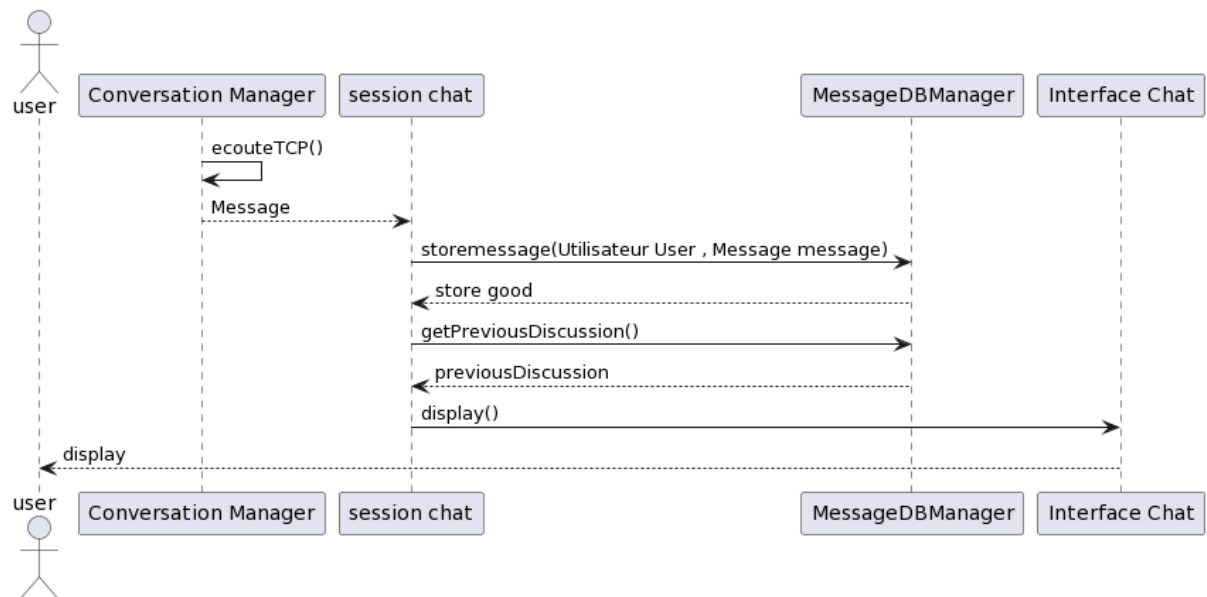 user
Conversation Manager
session chat
MessageDBManager
Interface Chat
ecouteTCP()
Message
storemessage(Utilisateur User , Message message)
store good
getPreviousDiscussion()
previousDiscussion
display()
display
user
Conversation Manager
session chat
MessageDBManager
Interface Chat